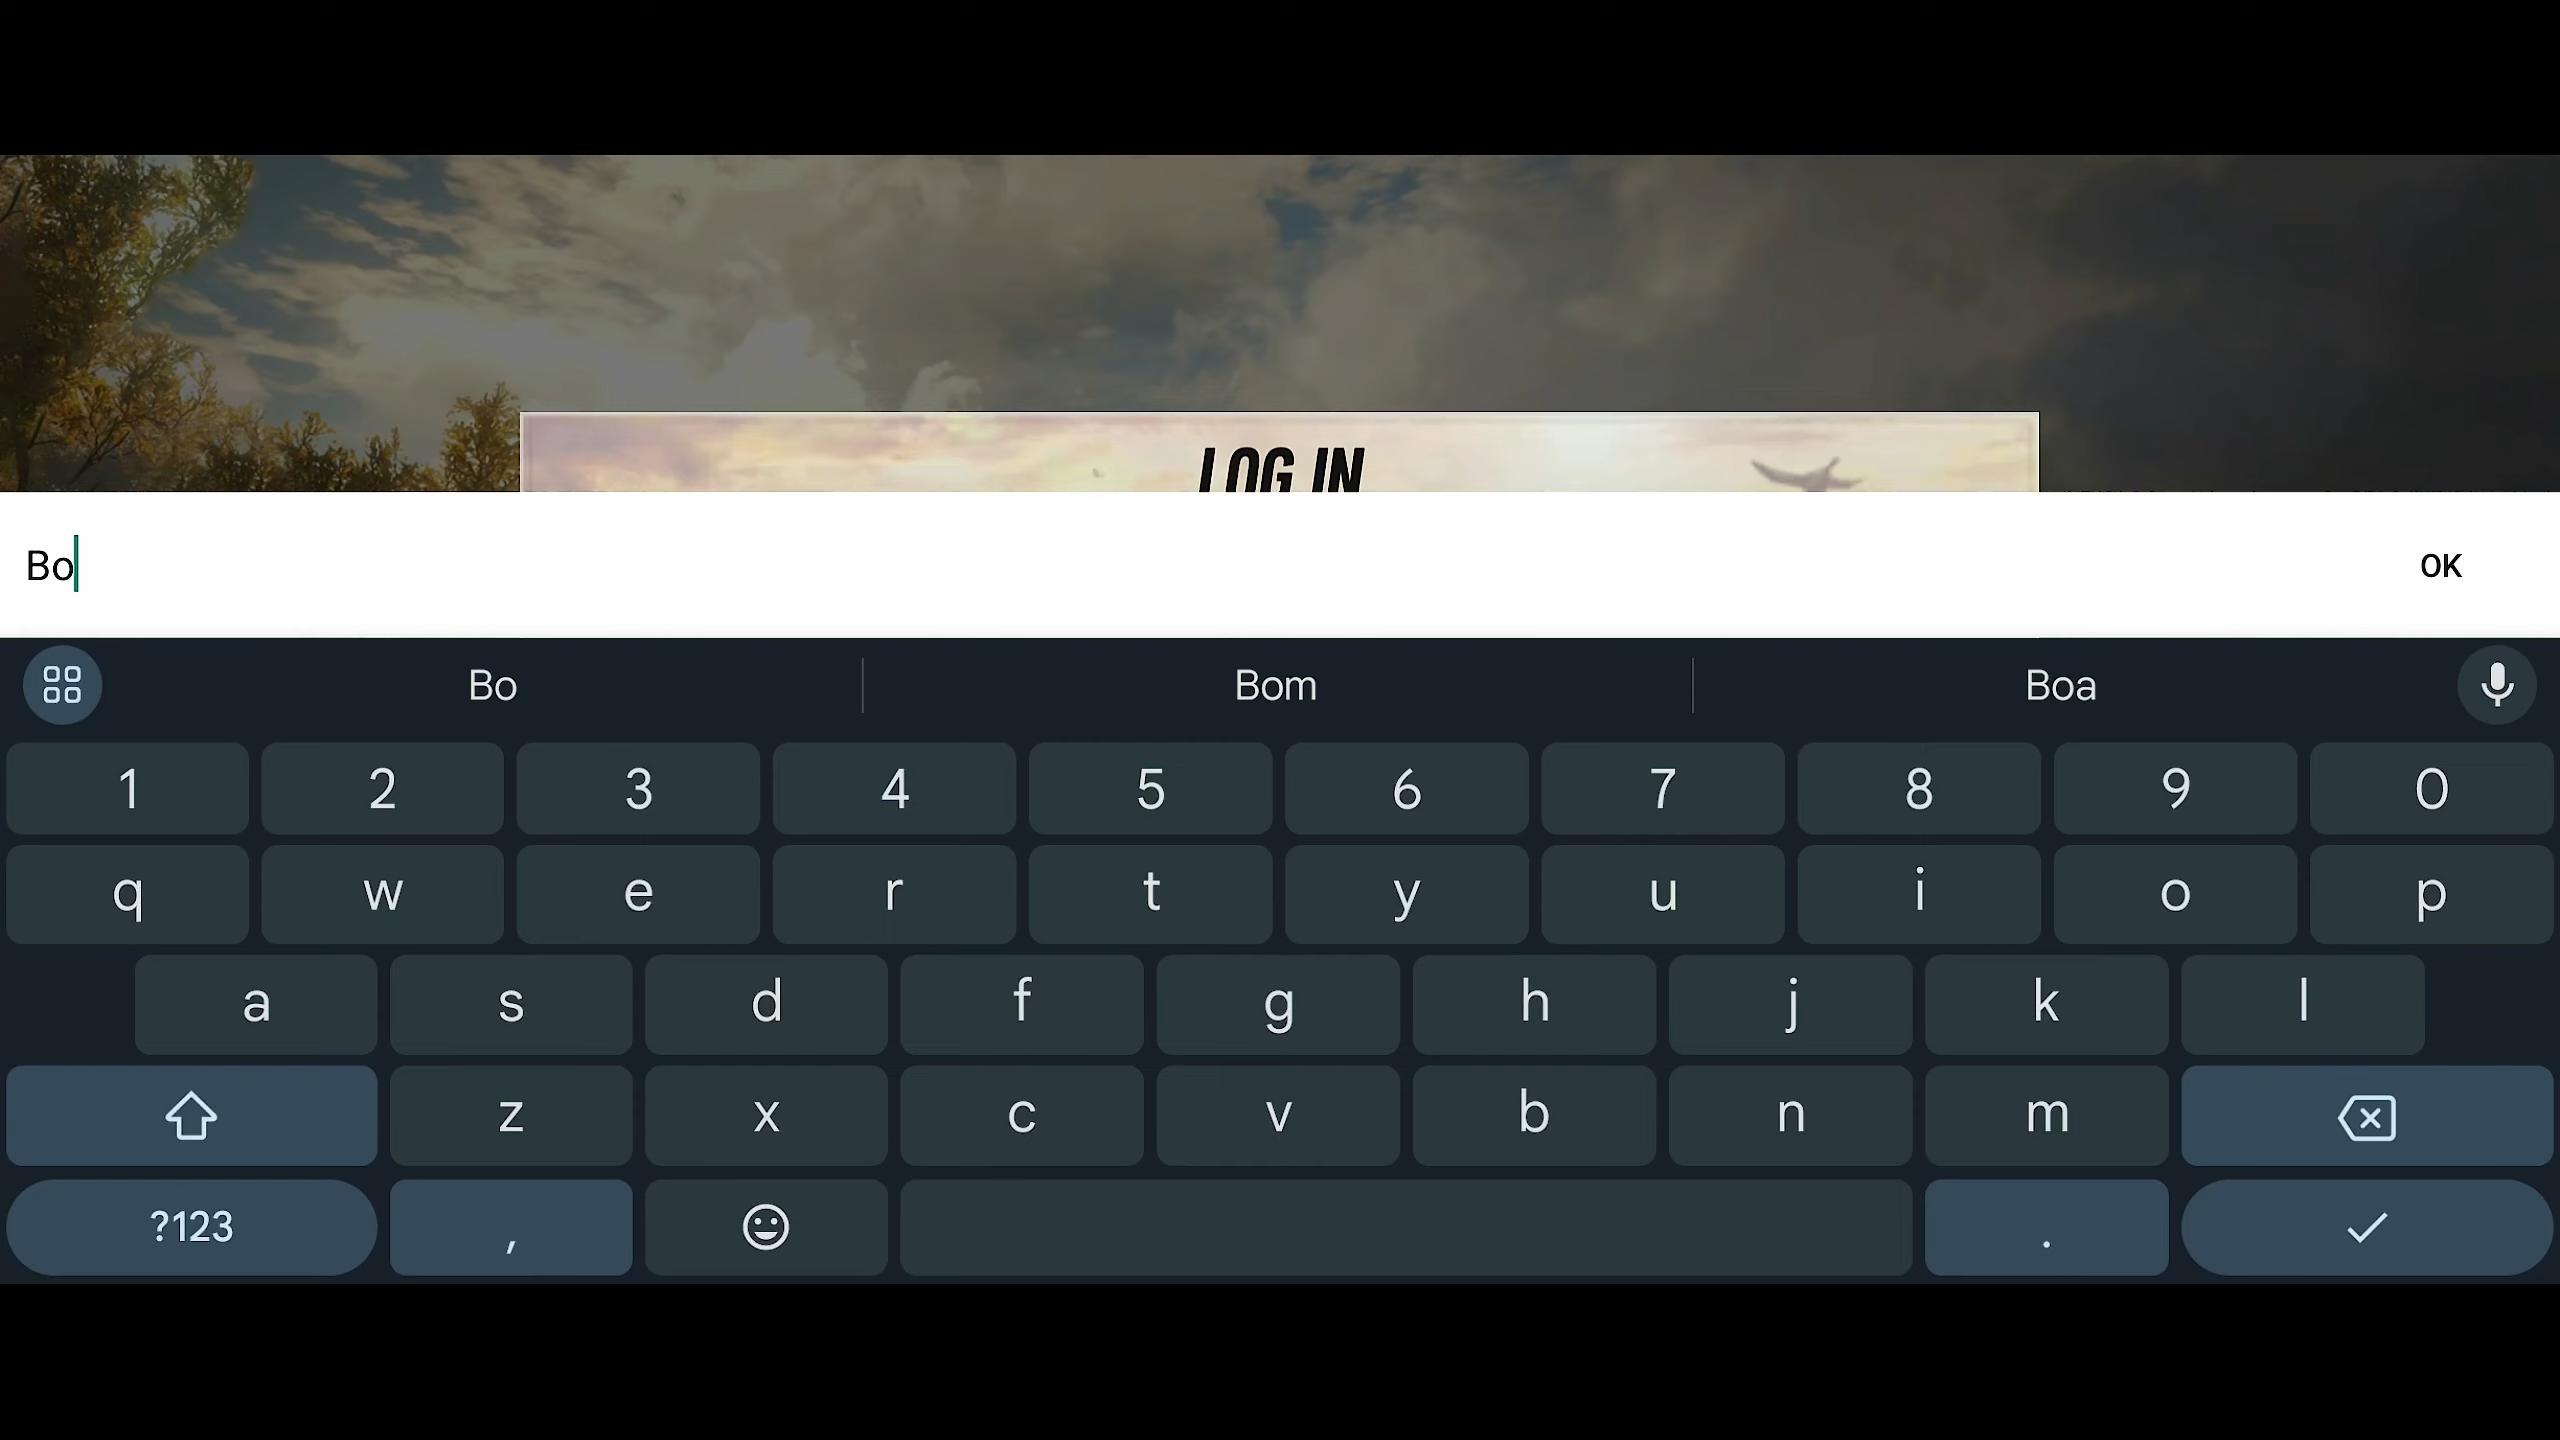 LOG IN
Bo
OK
Bo Bom Boa
1 2 3 4 5 6 7 8 9 0
q w e r t y u i o p
a s d f g h j k l
z x c v b n m
?123 , .